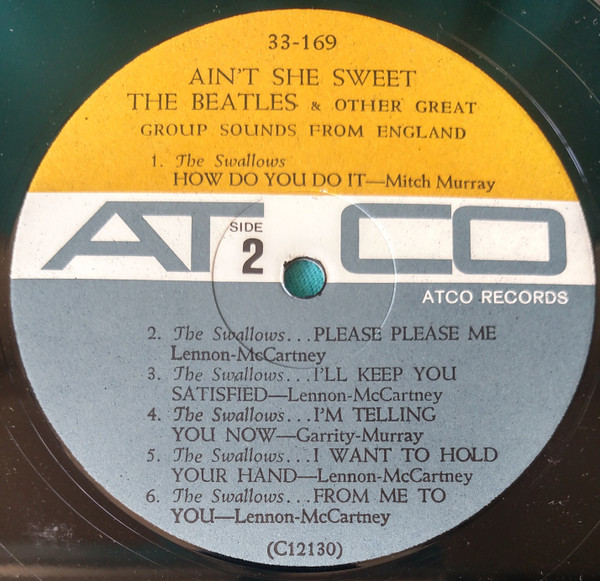 33-169
AIN'T SHE SWEET
THE BEATLES & OTHER GREAT
GROUP SOUNDS FROM ENGLAND
1. The Swallows
HOW DO YOU DO IT—Mitch Murray
ATCO
SIDE
2
ATCO RECORDS
2. The Swallows...PLEASE PLEASE ME
Lennon-McCartney
3. The Swallows...I'LL KEEP YOU
SATISFIED—Lennon-McCartney
4. The Swallows...I'M TELLING
YOU NOW—Garrity-Murray
5. The Swallows...I WANT TO HOLD
YOUR HAND—Lennon-McCartney
6. The Swallows...FROM ME TO
YOU—Lennon-McCartney
(C12130)